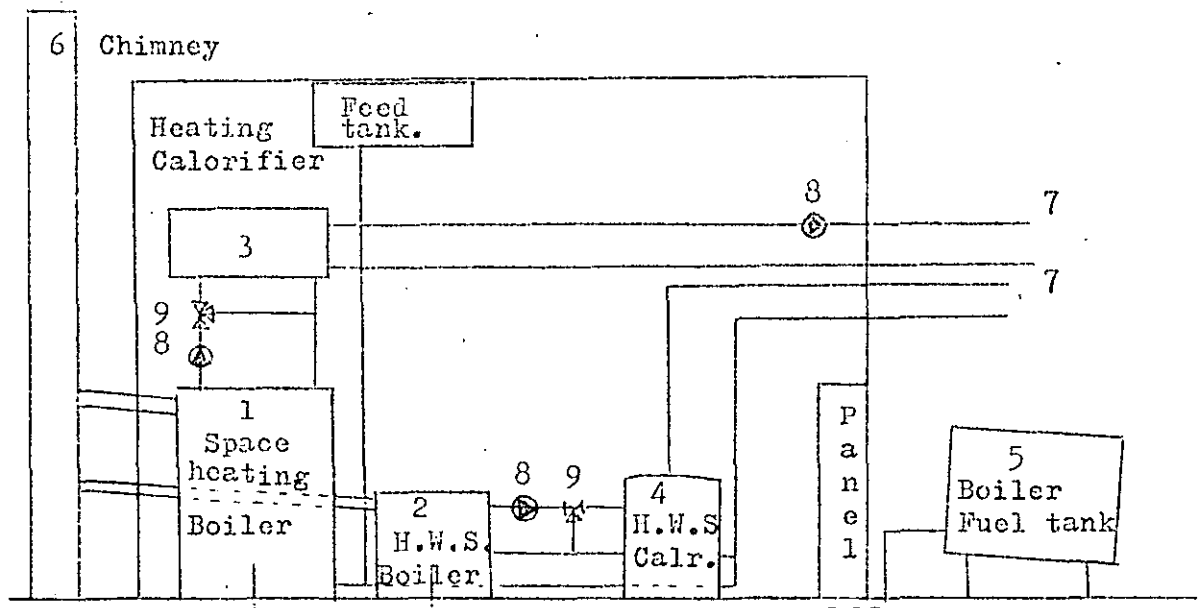 6 Chimney
Feed
tank.
Heating
Calorifier
8
7
3
7
9
8
1
Space
heating
Boiler
P
a
n
e
l
8 9
2
H.W.S.
Boiler
4
H.W.S
Calr.
5
Boiler
Fuel tank